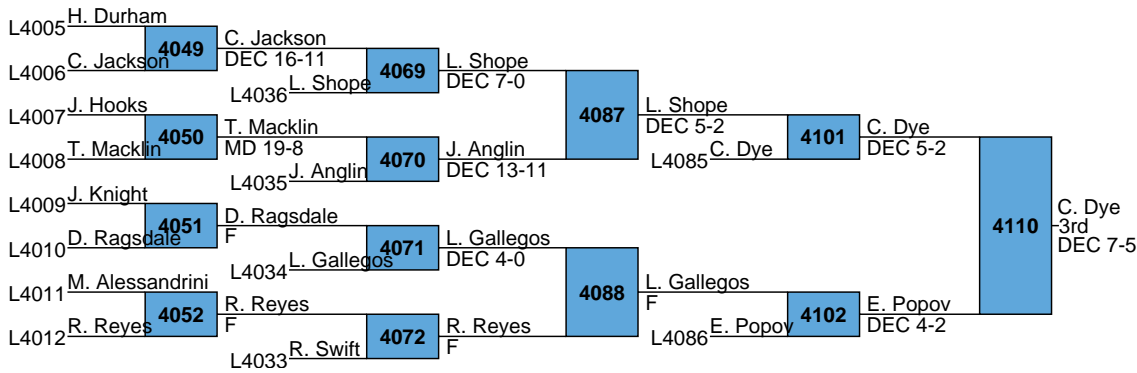 H. Durham
L4005
4049
C. Jackson
L4006
C. Jackson
DEC 16-11
4069
L. Shope
L4036
L. Shope
DEC 7-0
J. Hooks
L4007
4050
T. Macklin
L4008
T. Macklin
MD 19-8
4070
J. Anglin
L4035
J. Anglin
DEC 13-11
4087
L. Shope
DEC 5-2
4101
C. Dye
L4085
C. Dye
DEC 5-2
J. Knight
L4009
4051
D. Ragsdale
L4010
D. Ragsdale
F
4071
L. Gallegos
L4034
L. Gallegos
DEC 4-0
M. Alessandrini
L4011
4052
R. Reyes
L4012
R. Reyes
F
4072
R. Swift
L4033
R. Reyes
F
4088
L. Gallegos
F
4102
E. Popov
L4086
E. Popov
DEC 4-2
4110
C. Dye
3rd
DEC 7-5